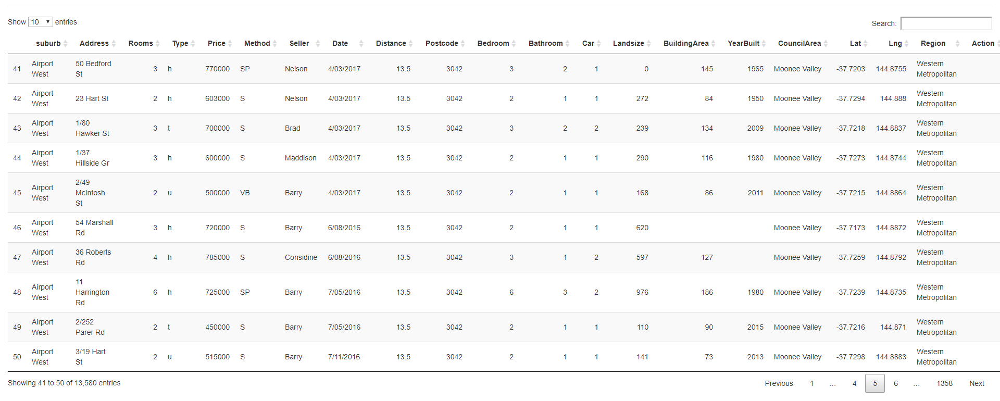 Show 10 entries
Search:
suburb Address Rooms Type Price Method Seller Date Distance Postcode Bedroom Bathroom Car Landsize BuildingArea YearBuilt CouncilArea Lat Lng Region Action
41 Airport West 50 Bedford St 3 h 770000 SP Nelson 4/03/2017 13.5 3042 3 2 1 0 145 1965 Moonee Valley -37.7203 144.8755 Western Metropolitan
42 Airport West 23 Hart St 2 h 603000 S Nelson 4/03/2017 13.5 3042 2 1 1 272 84 1950 Moonee Valley -37.7294 144.888 Western Metropolitan
43 Airport West 1/80 Hawker St 3 t 700000 S Brad 4/03/2017 13.5 3042 3 2 2 239 134 2009 Moonee Valley -37.7218 144.8837 Western Metropolitan
44 Airport West 1/37 Hillside Gr 3 h 600000 S Maddison 4/03/2017 13.5 3042 2 1 1 290 116 1980 Moonee Valley -37.7273 144.8744 Western Metropolitan
45 Airport West 2/49 McIntosh St 2 u 500000 VB Barry 4/03/2017 13.5 3042 2 1 1 168 86 2011 Moonee Valley -37.7215 144.8864 Western Metropolitan
46 Airport West 54 Marshall Rd 3 h 720000 S Barry 6/08/2016 13.5 3042 2 1 1 620 Moonee Valley -37.7173 144.8872 Western Metropolitan
47 Airport West 36 Roberts Rd 4 h 785000 S Considine 6/08/2016 13.5 3042 3 1 2 597 127 Moonee Valley -37.7259 144.8792 Western Metropolitan
48 Airport West 11 Harrington Rd 6 h 725000 SP Barry 7/05/2016 13.5 3042 6 3 2 976 186 1980 Moonee Valley -37.7239 144.8735 Western Metropolitan
49 Airport West 2/252 Parer Rd 2 t 450000 S Barry 7/05/2016 13.5 3042 2 1 1 110 90 2015 Moonee Valley -37.7216 144.871 Western Metropolitan
50 Airport West 3/19 Hart St 2 u 515000 S Barry 7/11/2016 13.5 3042 2 1 1 141 73 2013 Moonee Valley -37.7298 144.8883 Western Metropolitan
Showing 41 to 50 of 13,580 entries
Previous 1 … 4 5 6 … 1358 Next